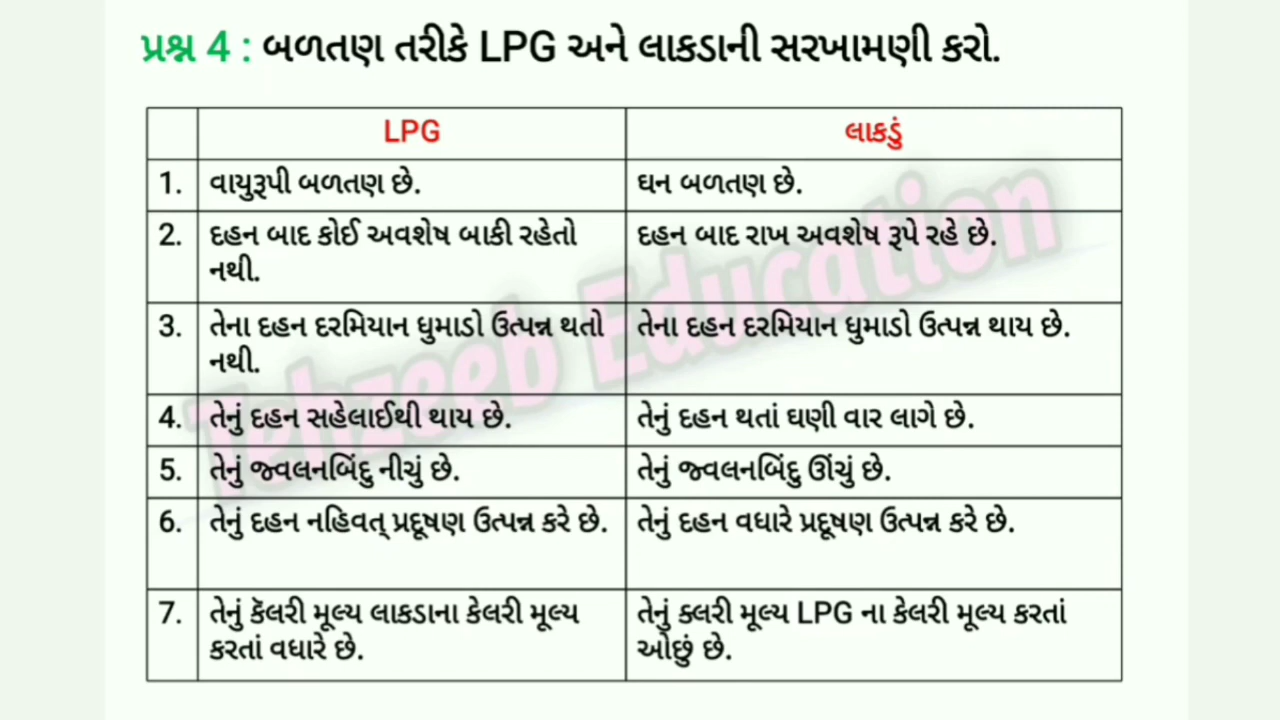 પ્રશ્ન 4 : બળતણ તરીકે LPG અને લાકડાની સરખામણી કરો.
LPG
લાકડું
1. વાયુરૂપી બળતણ છે.
ઘન બળતણ છે.
2. દહન બાદ કોઈ અવશેષ બાકી રહેતો
નથી.
દહન બાદ રાખ અવશેષ રૂપે રહે છે.
3. તેના દહન દરમિયાન ધુમાડો ઉત્પન્ન થતો
નથી.
તેના દહન દરમિયાન ધુમાડો ઉત્પન્ન થાય છે.
4. તેનું દહન સહેલાઈથી થાય છે.
તેનું દહન થતાં ઘણી વાર લાગે છે.
5. તેનું જ્વલનબિંદુ નીચું છે.
તેનું જ્વલનબિંદુ ઊંચું છે.
6. તેનું દહન નહિવત્ પ્રદૂષણ ઉત્પન્ન કરે છે.
તેનું દહન વધારે પ્રદૂષણ ઉત્પન્ન કરે છે.
7. તેનું કૅલરી મૂલ્ય લાકડાના કેલરી મૂલ્ય
કરતાં વધારે છે.
તેનું ક્લરી મૂલ્ય LPG ના કેલરી મૂલ્ય કરતાં
ઓછું છે.
Tehzeeb Education